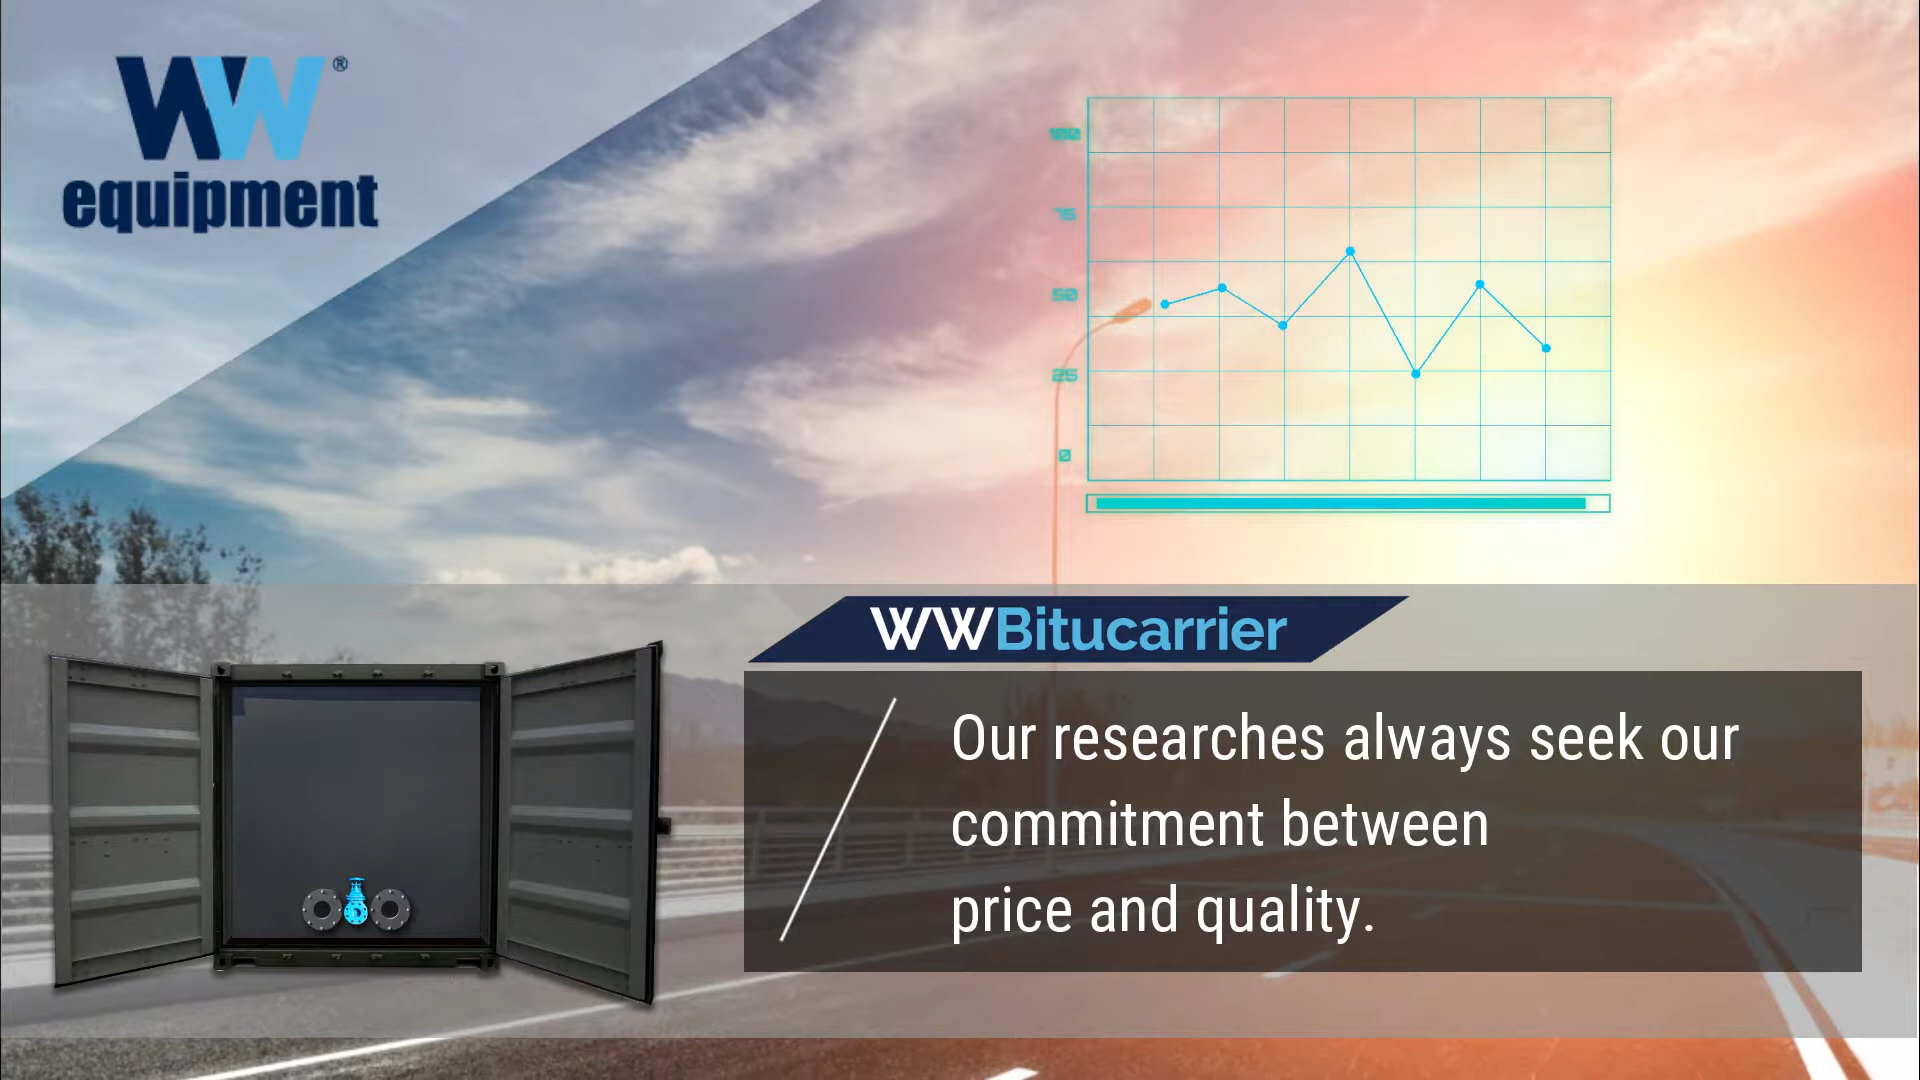 WW®
equipment
100
75
50
25
0
WWBitucarrier
Our researches always seek our
commitment between
price and quality.